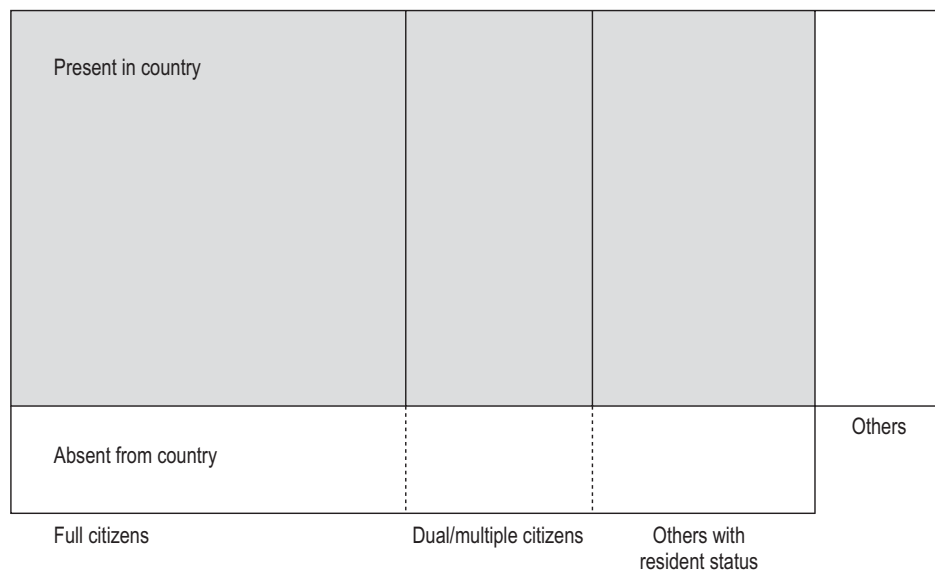 Present in country
Others
Absent from country
Full citizens
Dual/multiple citizens
Others with
resident status